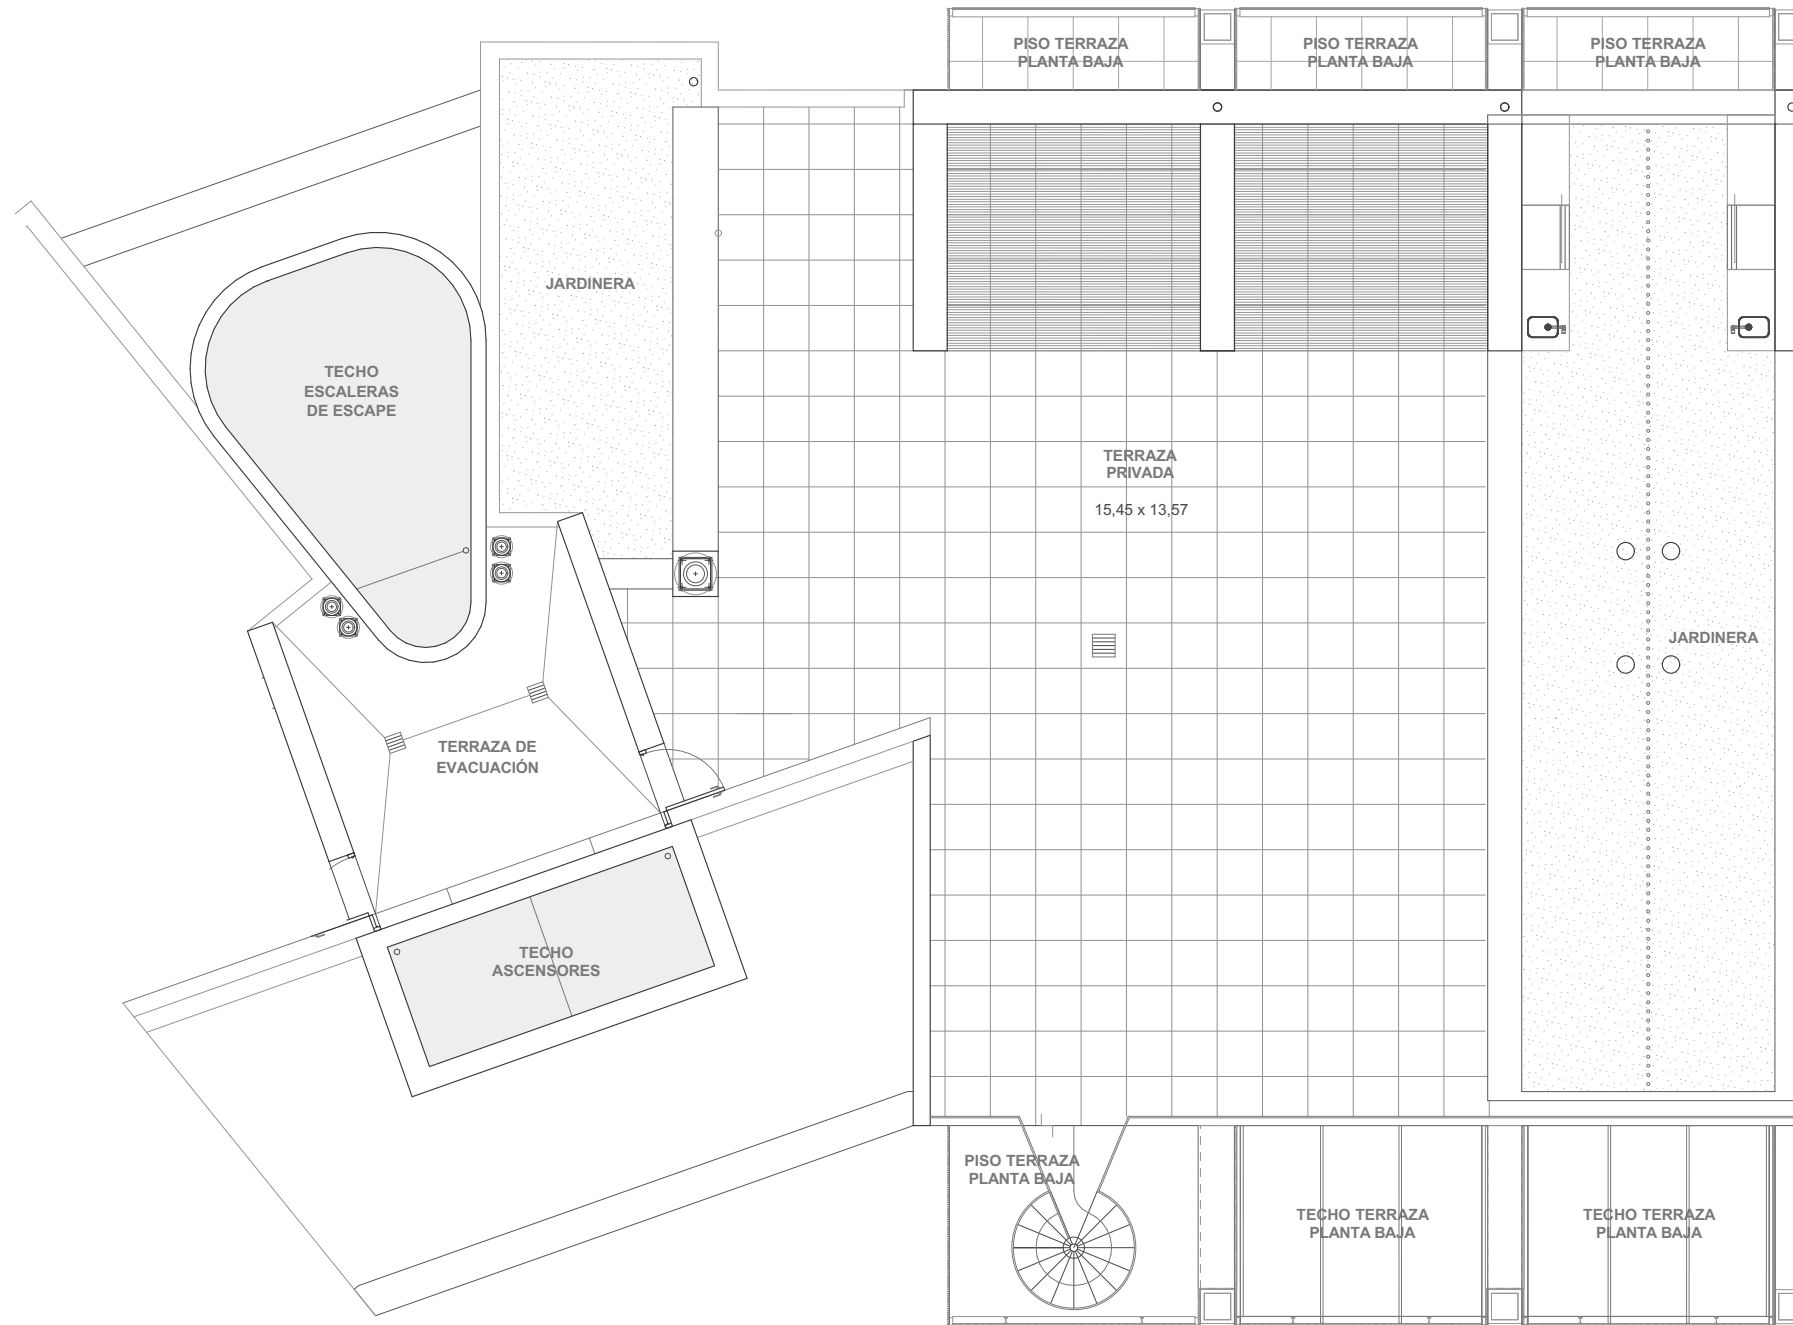 PISO TERRAZA
PLANTA BAJA
PISO TERRAZA
PLANTA BAJA
PISO TERRAZA
PLANTA BAJA
JARDINERA
TECHO
ESCALERAS
DE ESCAPE
TERRAZA
PRIVADA
15,45 x 13,57
JARDINERA
TERRAZA DE
EVACUACIÓN
TECHO
ASCENSORES
PISO TERRAZA
PLANTA BAJA
TECHO TERRAZA
PLANTA BAJA
TECHO TERRAZA
PLANTA BAJA